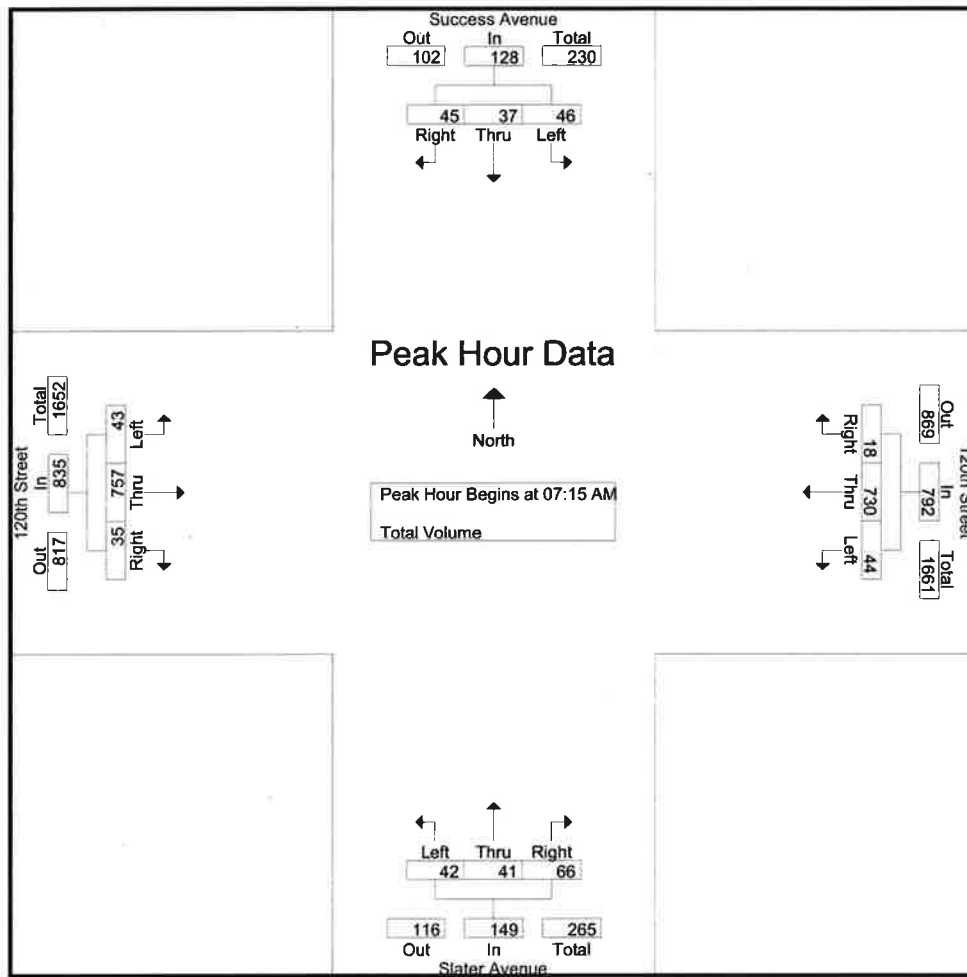 Success Avenue
Out In Total
102 128 230
45 37 46
Right Thru Left
Peak Hour Data
North
Peak Hour Begins at 07:15 AM
Total Volume
120th Street
Total In Out
1652 835 817
43 757 35
Left Thru Right
Right Thru Left
18 730 44
Out In Total
869 792 1661
120th Street
Left Thru Right
42 41 66
116 149 265
Out In Total
Slater Avenue